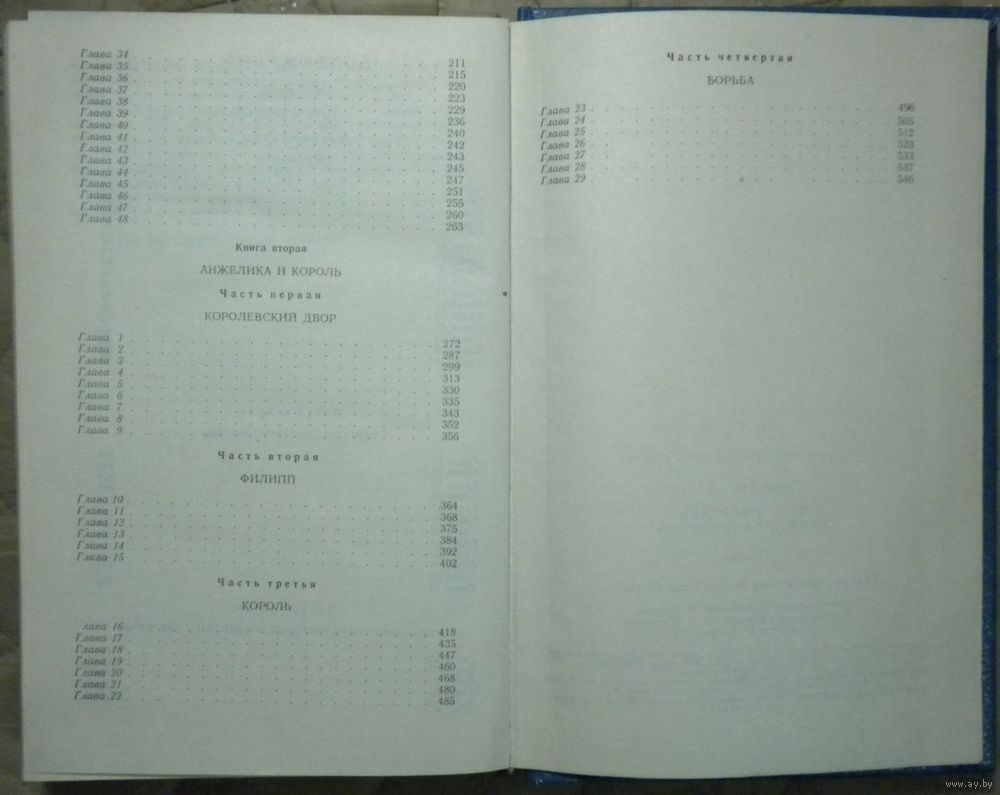 Глава 34 211
Глава 35 215
Глава 36 220
Глава 37 223
Глава 38 229
Глава 39 236
Глава 40 240
Глава 41 242
Глава 42 243
Глава 43 245
Глава 44 247
Глава 45 251
Глава 46 255
Глава 47 260
Глава 48 263
Книга вторая
АНЖЕЛИКА И КОРОЛЬ
Часть первая
КОРОЛЕВСКИЙ ДВОР
Глава 1 272
Глава 2 287
Глава 3 299
Глава 4 313
Глава 5 330
Глава 6 335
Глава 7 343
Глава 8 352
Глава 9 356
Часть вторая
ФИЛИПП
Глава 10 364
Глава 11 368
Глава 12 375
Глава 13 384
Глава 14 392
Глава 15 402
Часть третья
КОРОЛЬ
лава 16 418
Глава 17 435
Глава 18 447
Глава 19 460
Глава 20 468
Глава 21 480
Глава 22 485
Часть четвертая
БОРЬБА
Глава 23 496
Глава 24 505
Глава 25 512
Глава 26 523
Глава 27 533
Глава 28 537
Глава 29 546
www.ay.by